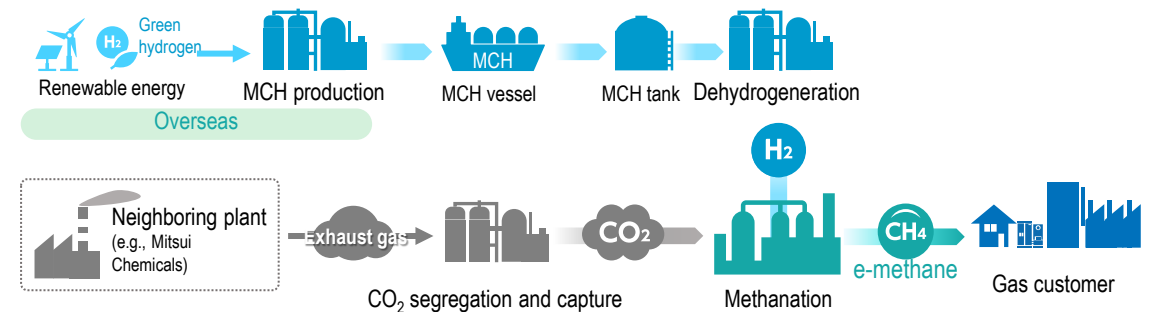 Green
hydrogen
H₂
MCH
Renewable energy
MCH production
MCH vessel
MCH tank
Dehydrogeneration
Overseas
H₂
Neighboring plant
(e.g., Mitsui
Chemicals)
Exhaust gas
CO₂
CH₄
e-methane
CO₂ segregation and capture
Methanation
Gas customer